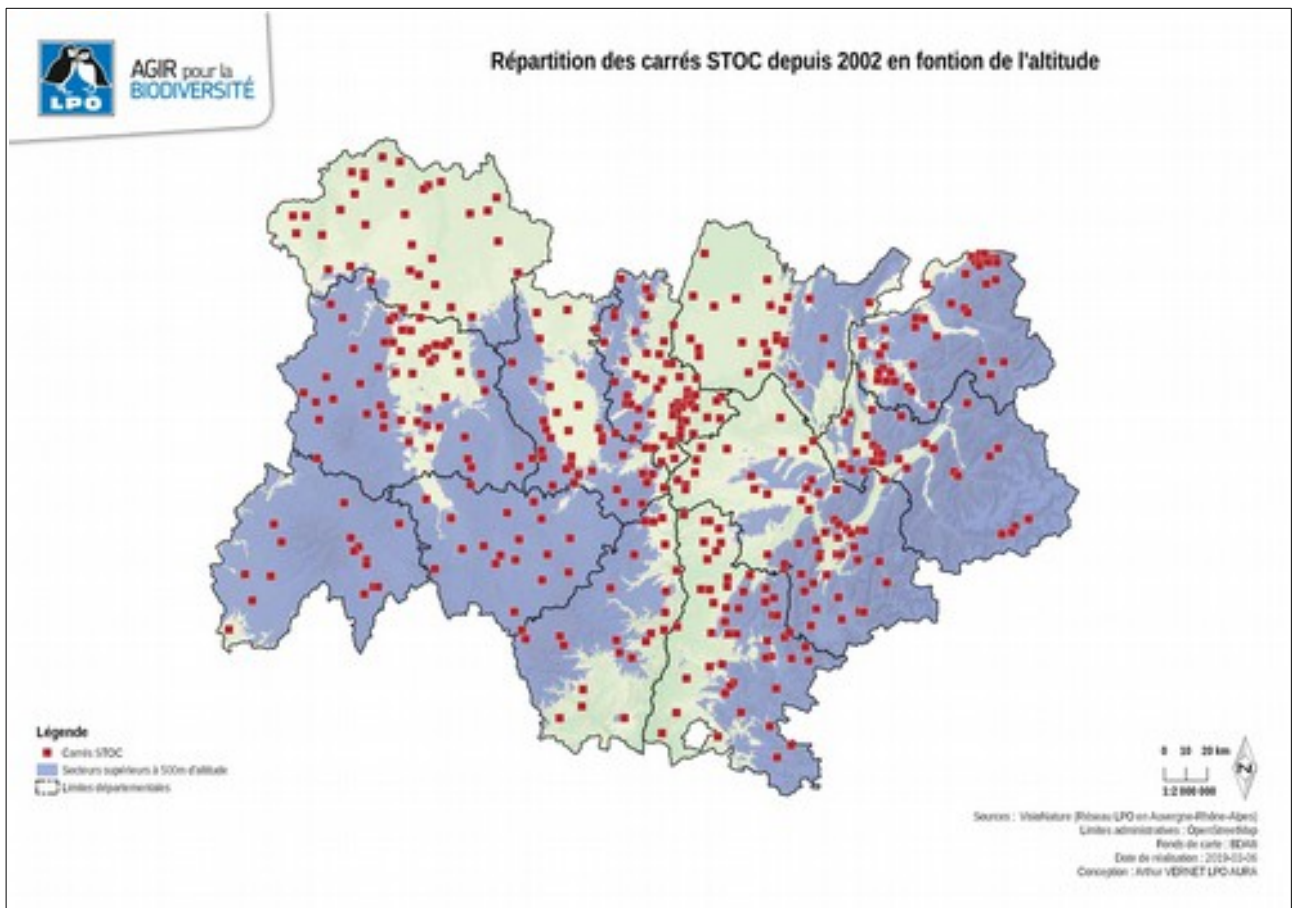 LPO
AGIR pour la
BIODIVERSITÉ
Répartition des carrés STOC depuis 2002 en fontion de l'altitude
Légende
Carrés STOC
Secteurs supérieurs à 500m d'altitude
Limites départementales
0 10 20 km
1:2 000 000
N
Sources : VisioNature (Réseau LPO en Auvergne-Rhône-Alpes)
Limites administratives : OpenStreetMap
Fonds de carte : BDAlti
Date de réalisation : 2019-03-06
Conception : Arthur VERNET LPO AURA